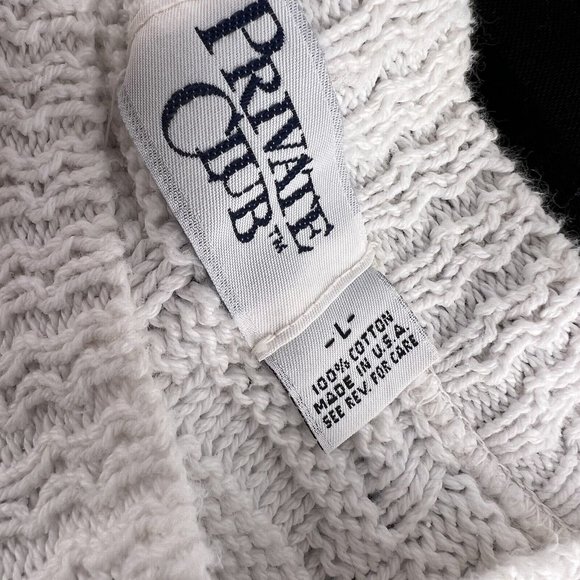 PRIVATE
CLUB™
-L-
100% COTTON
MADE IN U.S.A.
SEE REV. FOR CARE